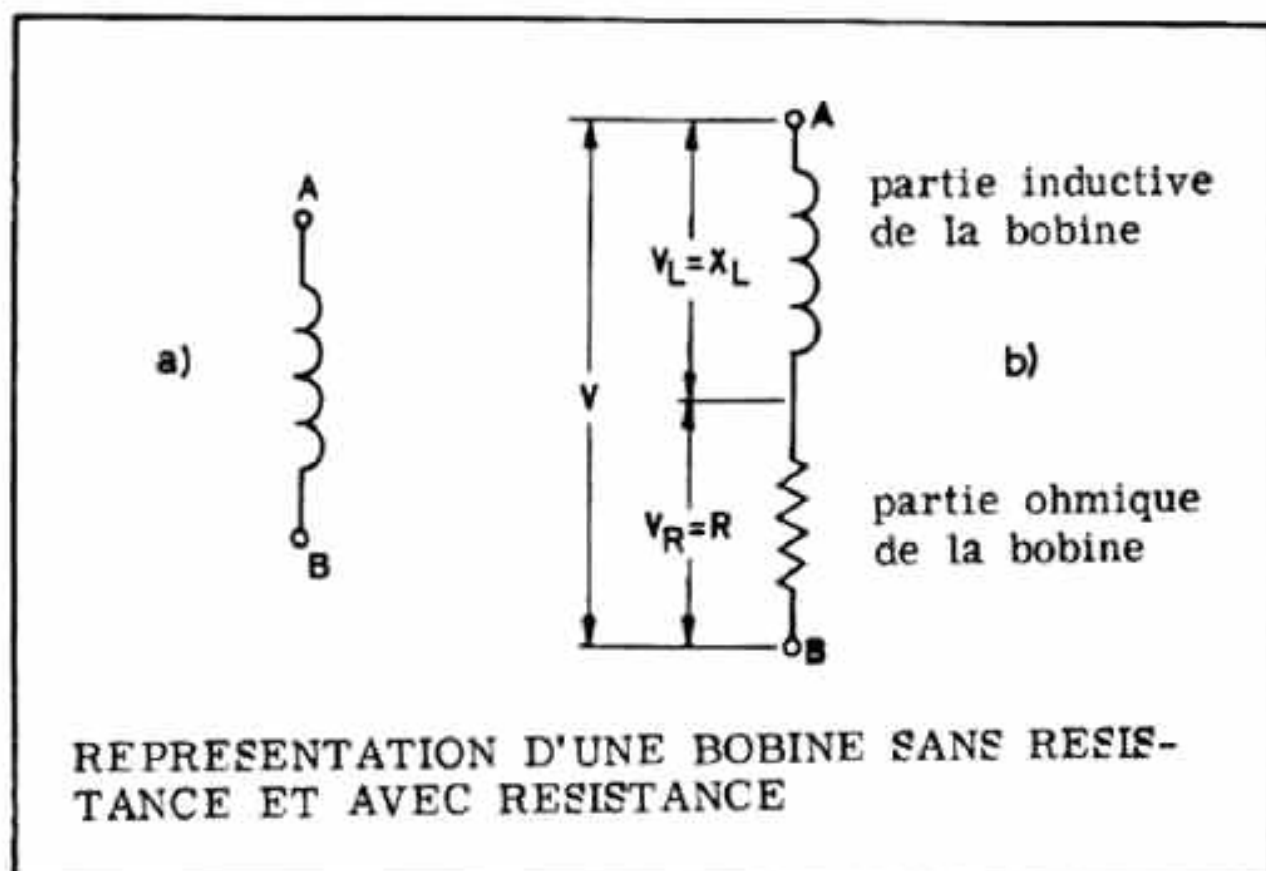 A
a)
B
A
partie inductive
de la bobine
V_L=X_L
b)
V
V_R=R
partie ohmique
de la bobine
B
REPRESENTATION D'UNE BOBINE SANS RESIS-
TANCE ET AVEC RESISTANCE